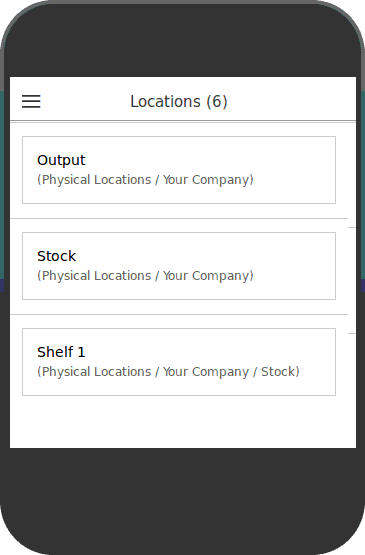 Locations (6)
Output
(Physical Locations / Your Company)
Stock
(Physical Locations / Your Company)
Shelf 1
(Physical Locations / Your Company / Stock)